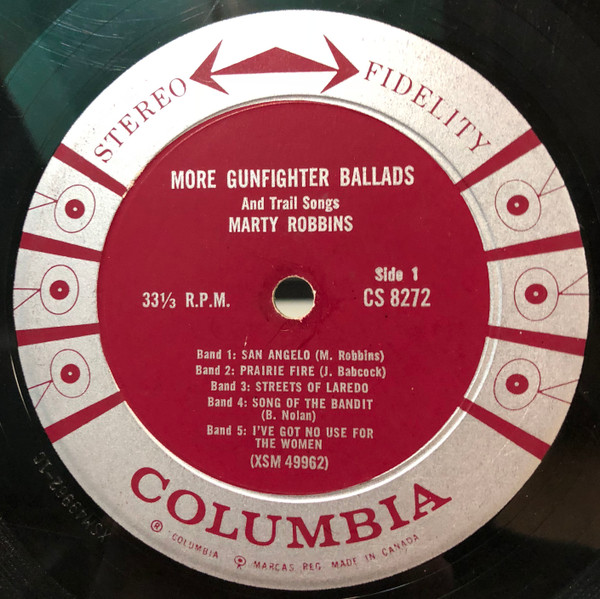 STEREO FIDELITY
MORE GUNFIGHTER BALLADS
And Trail Songs
MARTY ROBBINS
Side 1
33⅓ R.P.M.
CS 8272
Band 1: SAN ANGELO (M. Robbins)
Band 2: PRAIRIE FIRE (J. Babcock)
Band 3: STREETS OF LAREDO
Band 4: SONG OF THE BANDIT
(B. Nolan)
Band 5: I'VE GOT NO USE FOR
THE WOMEN
(XSM 49962)
COLUMBIA
® "COLUMBIA Ⓟ MARCAS REG. MADE IN CANADA